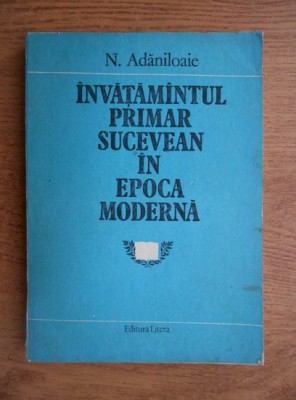 N. Adăniloaie
ÎNVĂȚĂMÎNTUL
PRIMAR
SUCEVEAN
ÎN
EPOCA
MODERNĂ
Editura Litera